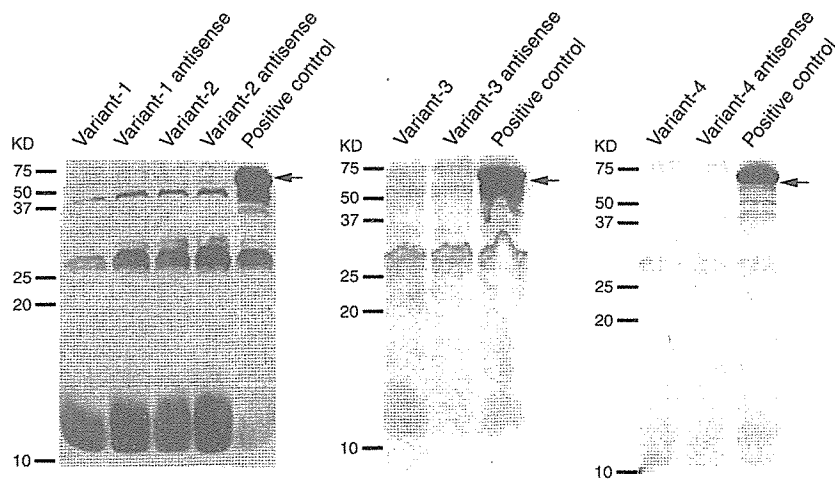 KD
Variant-1
Variant-1 antisense
Variant-2
Variant-2 antisense
Positive control
75
50
37
25
20
10
KD
Variant-3
Variant-3 antisense
Positive control
75
50
37
25
20
10
KD
Variant-4
Variant-4 antisense
Positive control
75
50
37
25
20
10